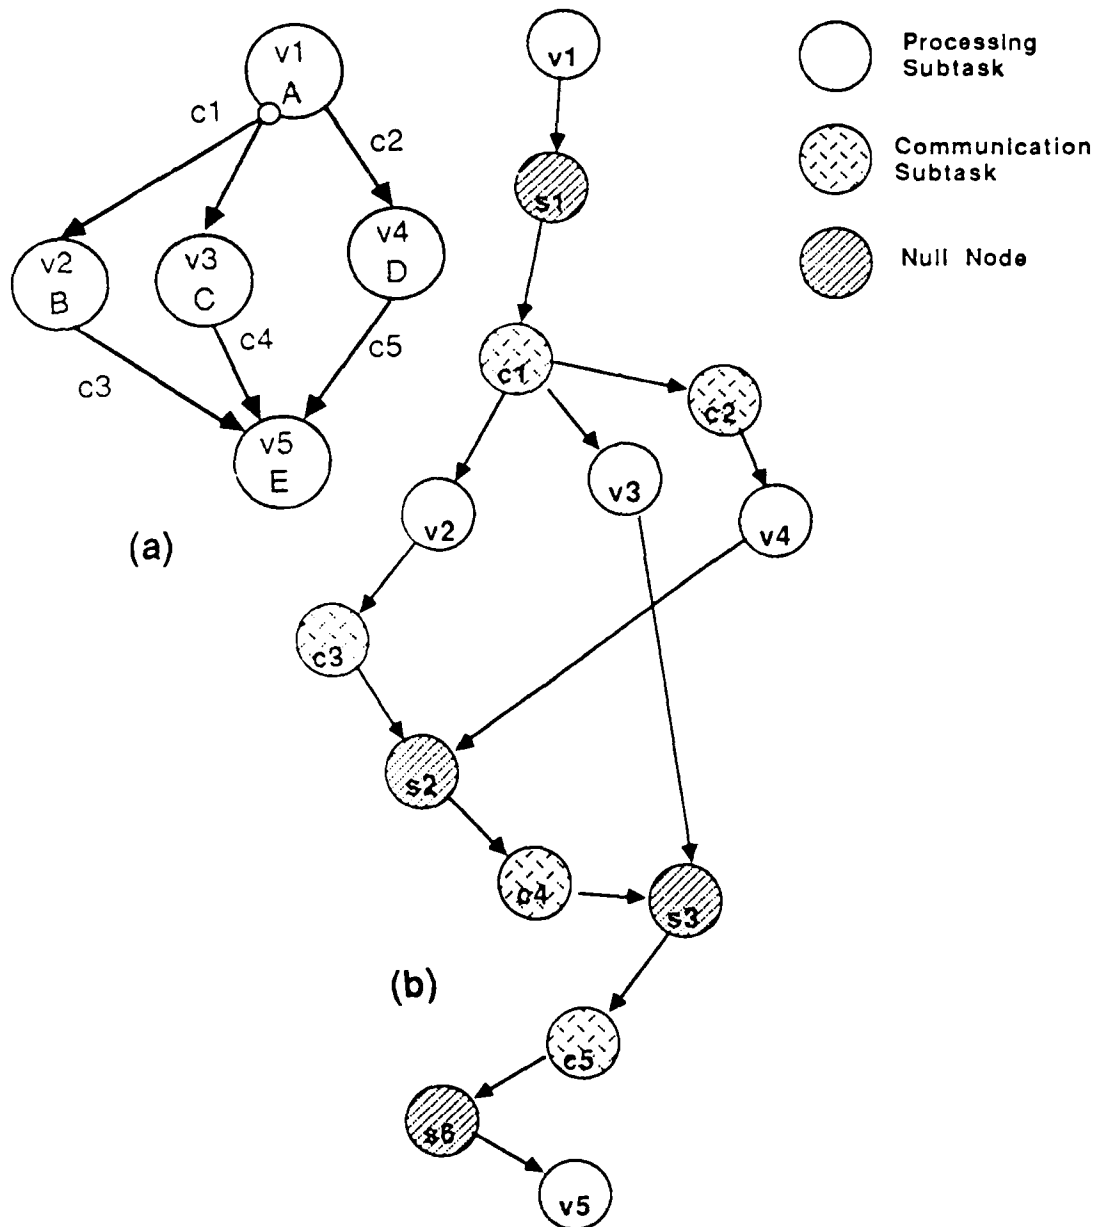 v1
A
c1
c2
v2
B
v3
C
v4
D
c3
c4
c5
v5
E
(a)
v1
s1
c1
c2
v2
v3
v4
c3
s2
c4
s3
(b)
c5
s6
v5
Processing
Subtask
Communication
Subtask
Null Node